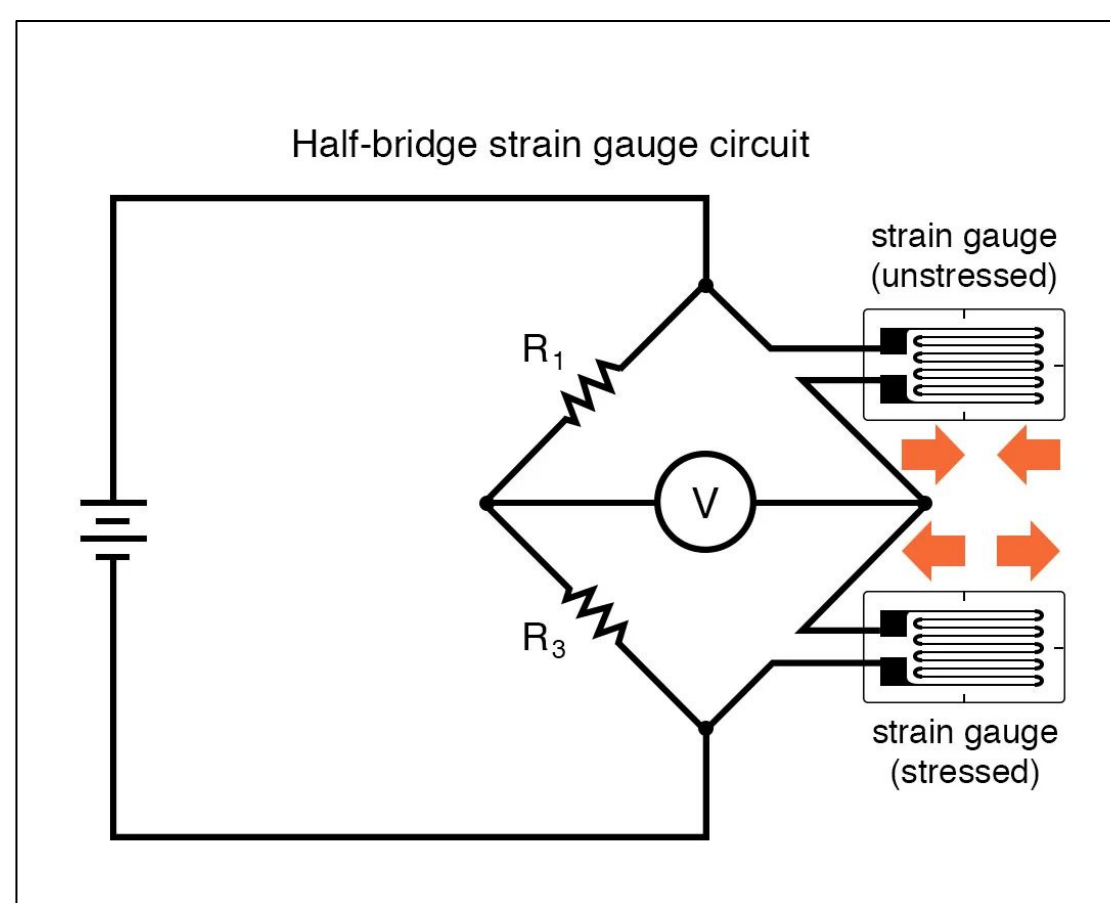 Half-bridge strain gauge circuit
strain gauge
(unstressed)
R1
V
R3
strain gauge
(stressed)